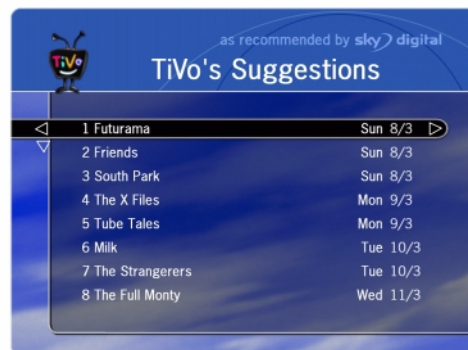 as recommended by sky digital
TiVo
TiVo's Suggestions
1 Futurama Sun 8/3
2 Friends Sun 8/3
3 South Park Sun 8/3
4 The X Files Mon 9/3
5 Tube Tales Mon 9/3
6 Milk Tue 10/3
7 The Strangerers Tue 10/3
8 The Full Monty Wed 11/3